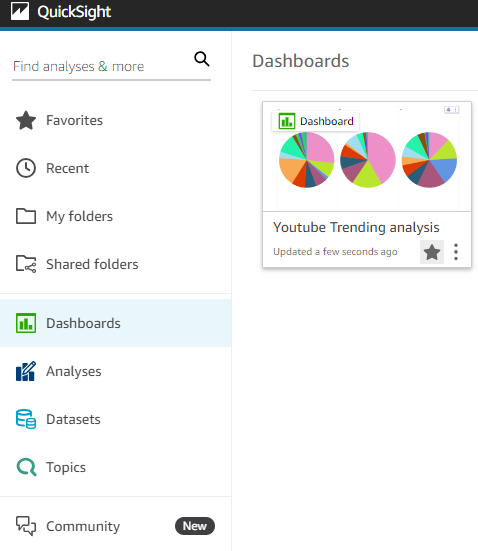 QuickSight
Find analyses & more
Favorites
Recent
My folders
Shared folders
Dashboards
Analyses
Datasets
Topics
Community New
Dashboards
Dashboard
Youtube Trending analysis
Updated a few seconds ago